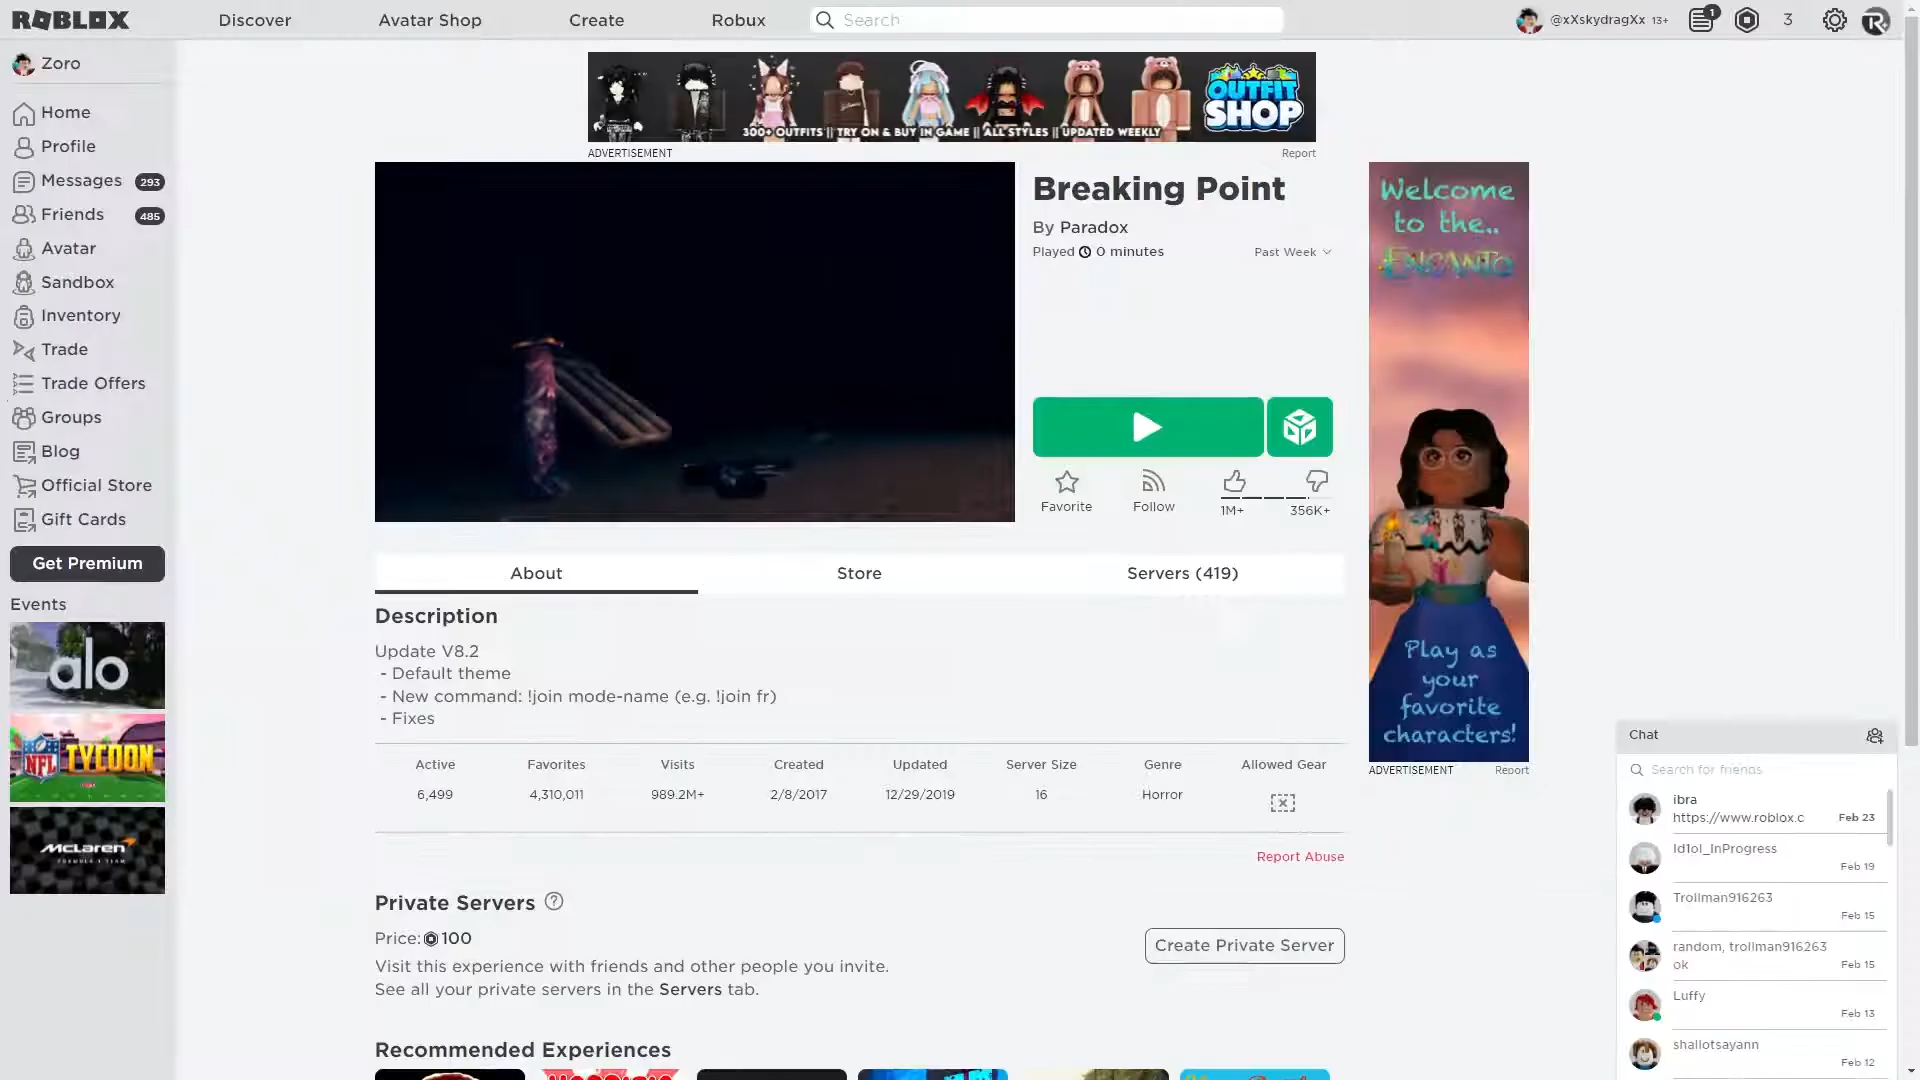 ROBLOX
Discover
Avatar Shop
Create
Robux
Search
@xXskydragXx 13+
1
3
Zoro
Home
Profile
Messages 293
Friends 485
Avatar
Sandbox
Inventory
Trade
Trade Offers
Groups
Blog
Official Store
Gift Cards
Get Premium
Events
alo
NFL TYCOON
McLaren
FORMULA 1 TEAM
OUTFIT
SHOP
300+ OUTFITS || TRY ON & BUY IN GAME || ALL STYLES || UPDATED WEEKLY
ADVERTISEMENT
Report
Breaking Point
By Paradox
Played 0 minutes
Past Week
Favorite
Follow
1M+
356K+
About
Store
Servers (419)
Description
Update V8.2
- Default theme
- New command: !join mode-name (e.g. !join fr)
- Fixes
Active Favorites Visits Created Updated Server Size Genre Allowed Gear
6,499 4,310,011 989.2M+ 2/8/2017 12/29/2019 16 Horror
Report Abuse
Private Servers
Price: 100
Create Private Server
Visit this experience with friends and other people you invite.
See all your private servers in the Servers tab.
Recommended Experiences
Welcome
to the..
ENCANTO
Play as
your
favorite
characters!
ADVERTISEMENT
Report
Chat
Search for friends
ibra
https://www.roblox.c Feb 23
Id1ol_InProgress
Feb 19
Trollman916263
Feb 15
random, trollman916263
ok Feb 15
Luffy
Feb 13
shallotsayann
Feb 12